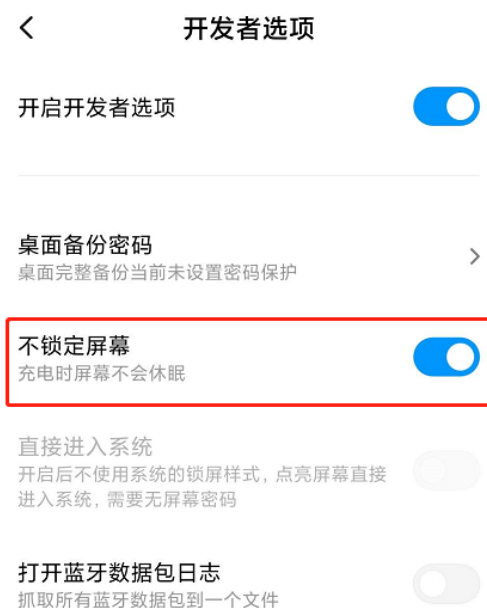 开发者选项
开启开发者选项
桌面备份密码
桌面完整备份当前未设置密码保护
不锁定屏幕
充电时屏幕不会休眠
直接进入系统
开启后不使用系统的锁屏样式，点亮屏幕直接
进入系统，需要无屏幕密码
打开蓝牙数据包日志
抓取所有蓝牙数据包到一个文件